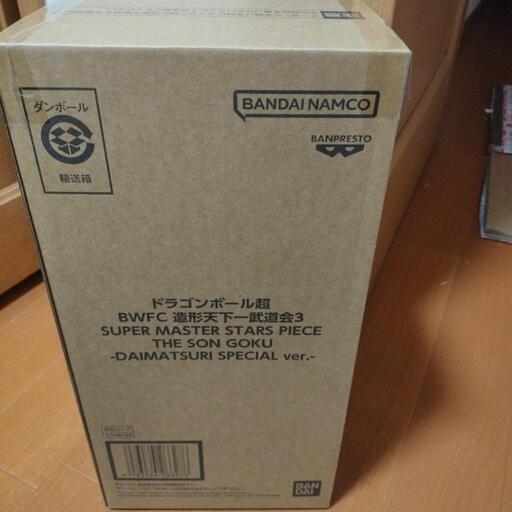 ダンボール
輸送箱
BANDAI NAMCO
BANPRESTO
ドラゴンボール超
BWFC 造形天下一武道会3
SUPER MASTER STARS PIECE
THE SON GOKU
-DAIMATSURI SPECIAL ver.-
BAN
DAI